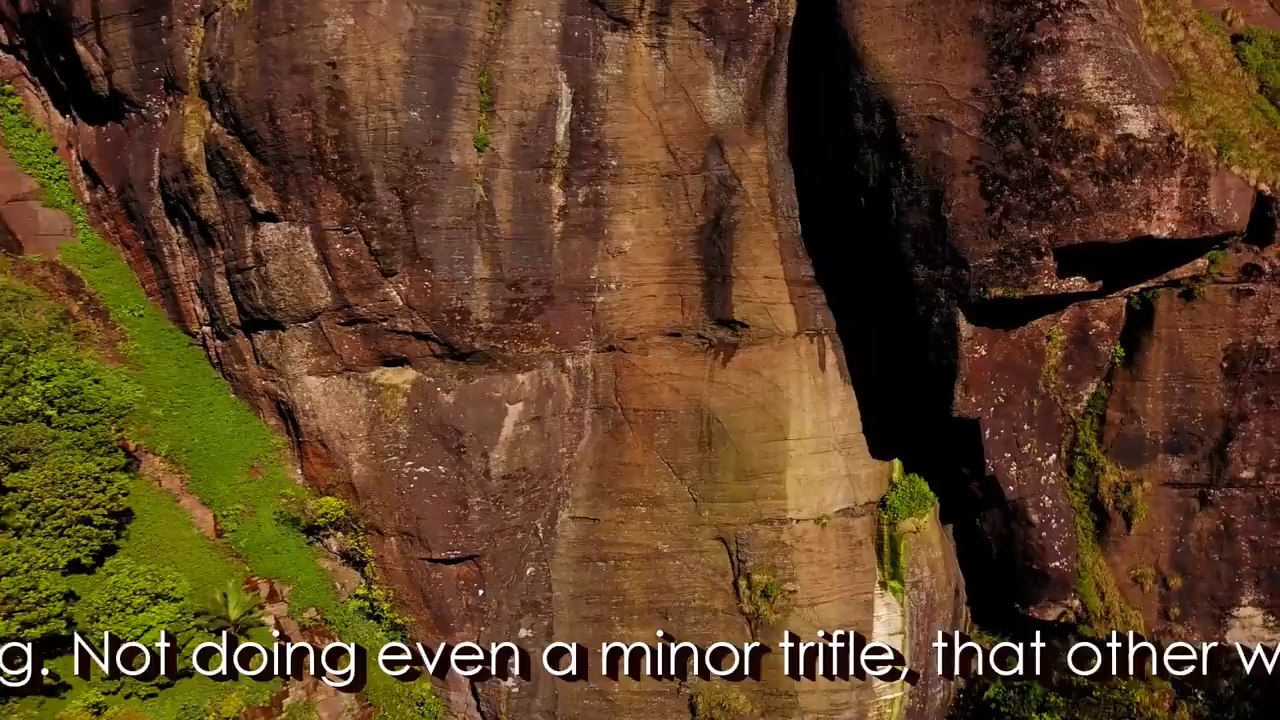 g. Not doing even a minor trifle, that other w